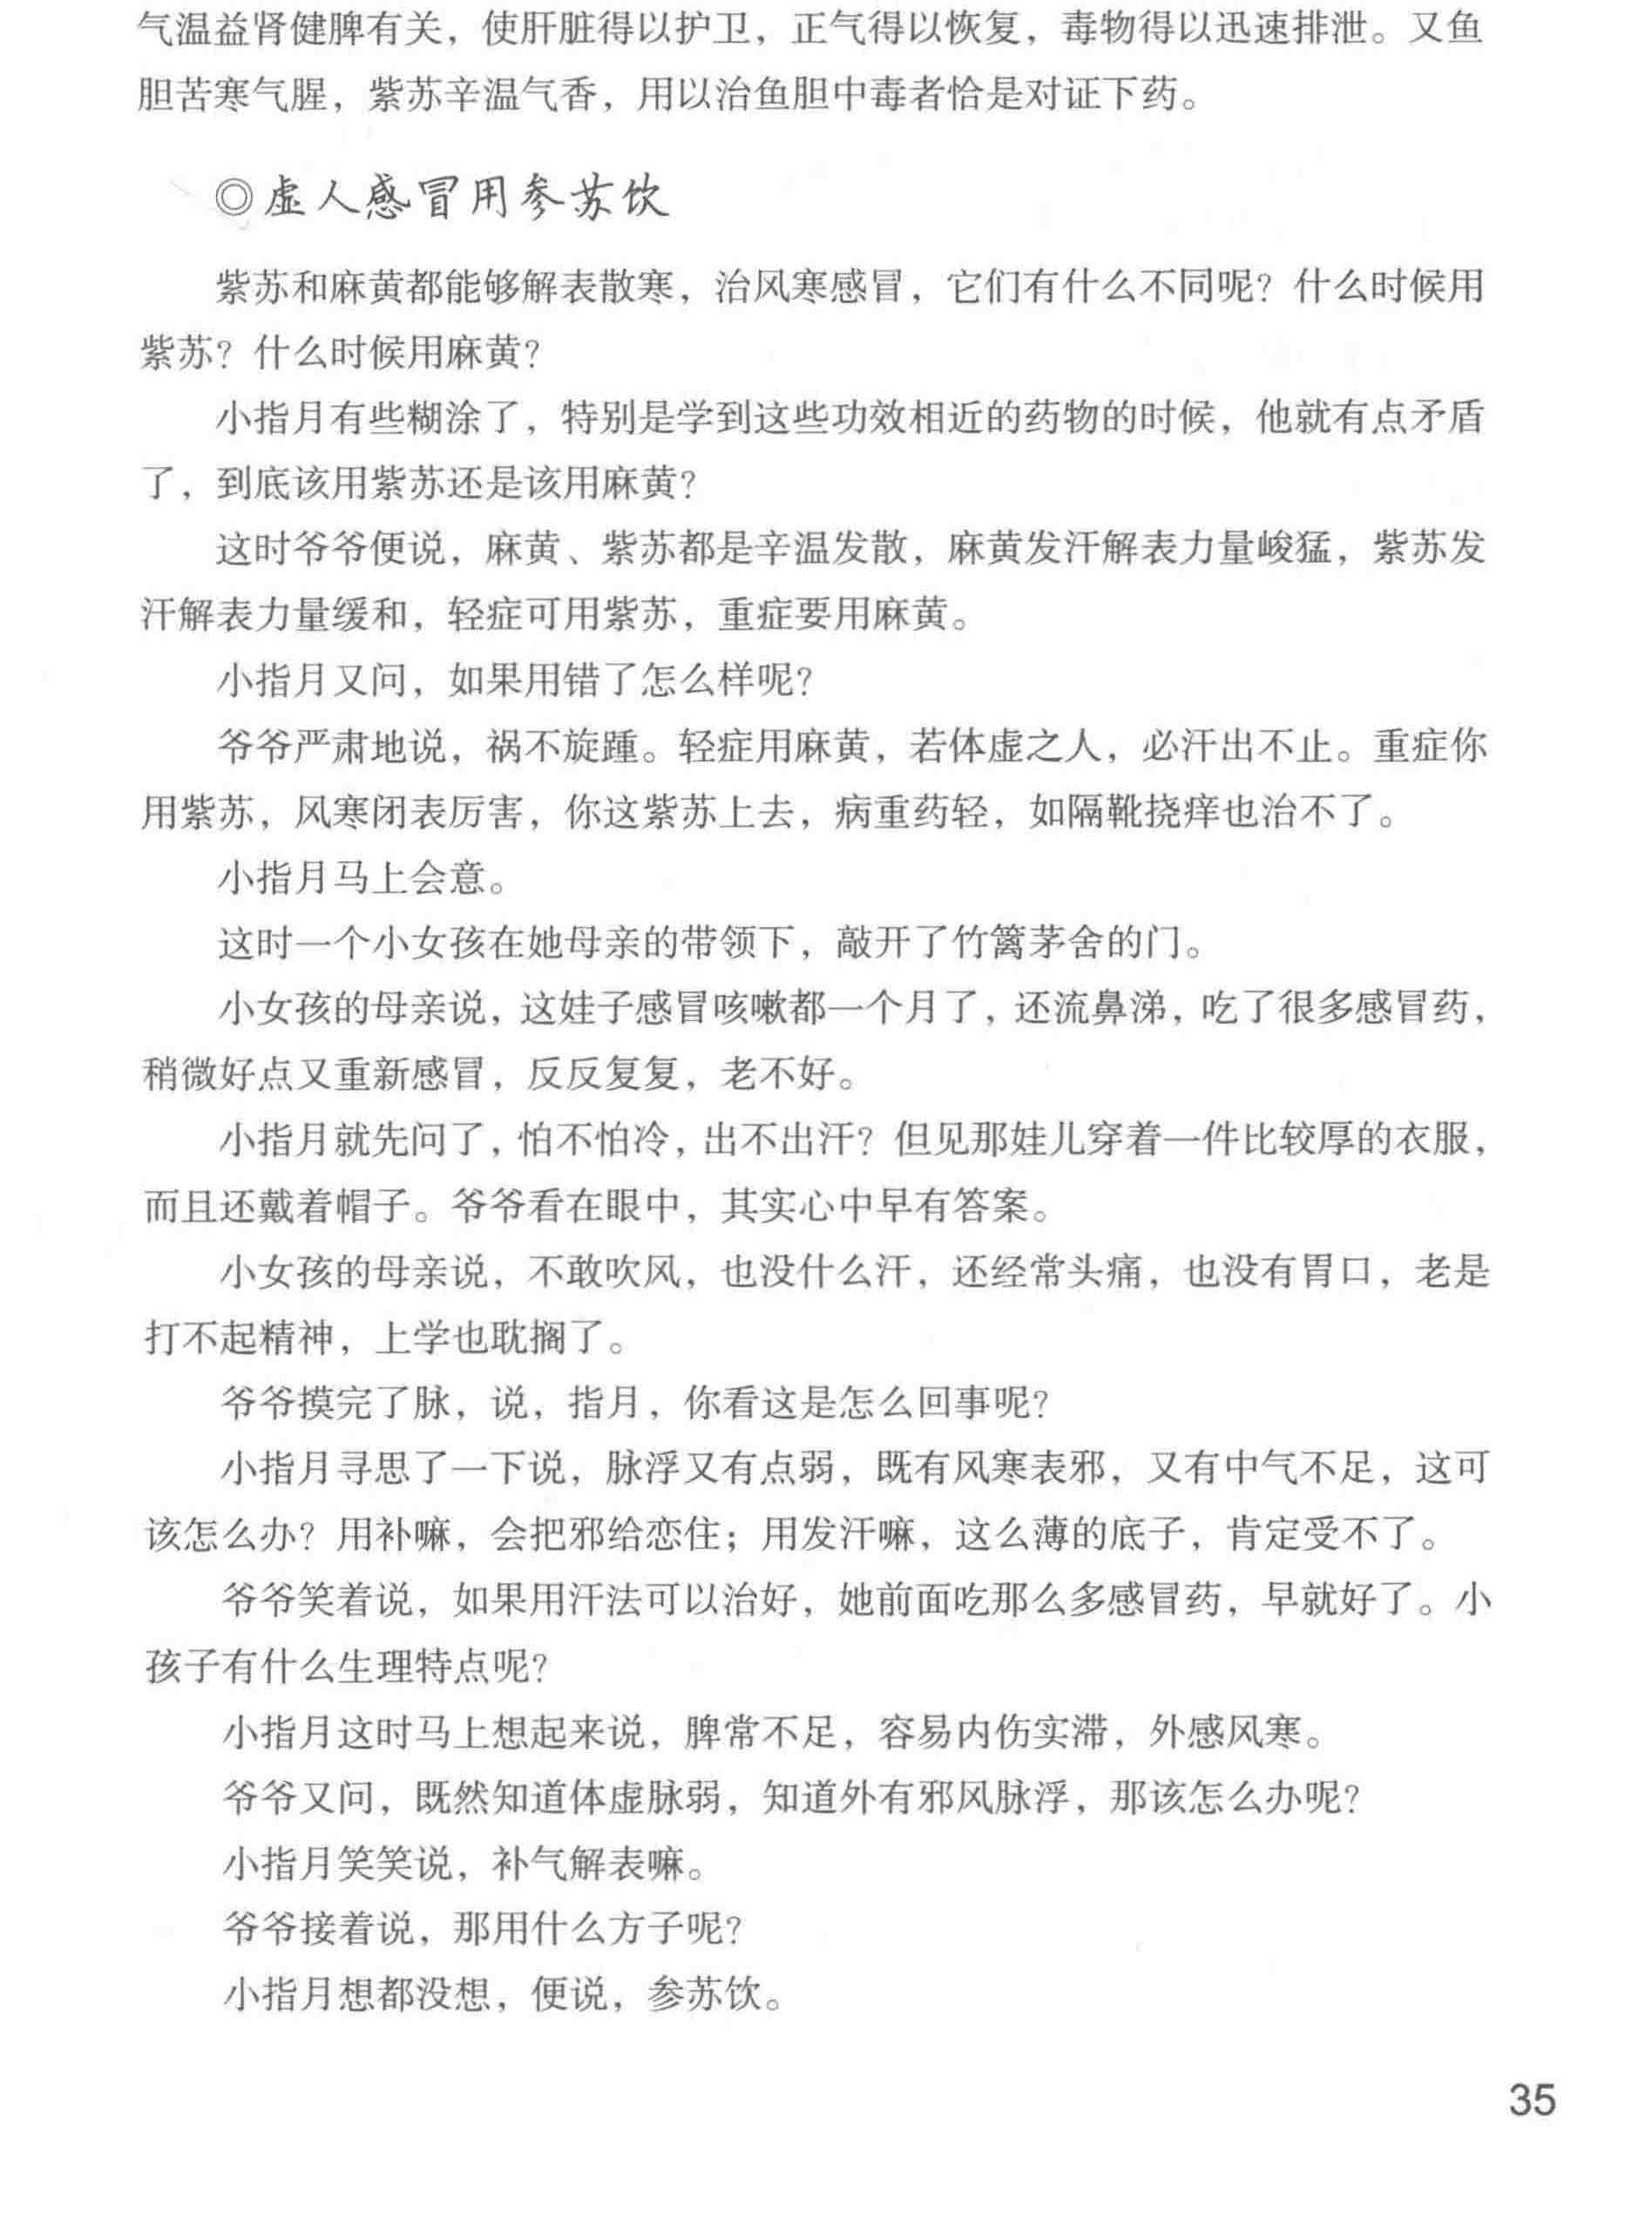 气温益肾健脾有关，使肝脏得以护卫，正气得以恢复，毒物得以迅速排泄。又鱼
胆苦寒气腥，紫苏辛温气香，用以治鱼胆中毒者恰是对证下药。
◎虚人感冒用参苏饮
紫苏和麻黄都能够解表散寒，治风寒感冒，它们有什么不同呢？什么时候用
紫苏？什么时候用麻黄？
小指月有些糊涂了，特别是学到这些功效相近的药物的时候，他就有点矛盾
了，到底该用紫苏还是该用麻黄？
这时爷爷便说，麻黄、紫苏都是辛温发散，麻黄发汗解表力量峻猛，紫苏发
汗解表力量缓和，轻症可用紫苏，重症要用麻黄。
小指月又问，如果用错了怎么样呢？
爷爷严肃地说，祸不旋踵。轻症用麻黄，若体虚之人，必汗出不止。重症你
用紫苏，风寒闭表厉害，你这紫苏上去，病重药轻，如隔靴挠痒也治不了。
小指月马上会意。
这时一个小女孩在她母亲的带领下，敲开了竹篱茅舍的门。
小女孩的母亲说，这娃子感冒咳嗽都一个月了，还流鼻涕，吃了很多感冒药，
稍微好点又重新感冒，反反复复，老不好。
小指月就先问了，怕不怕冷，出不出汗？但见那娃儿穿着一件比较厚的衣服，
而且还戴着帽子。爷爷看在眼中，其实心中早有答案。
小女孩的母亲说，不敢吹风，也没什么汗，还经常头痛，也没有胃口，老是
打不起精神，上学也耽搁了。
爷爷摸完了脉，说，指月，你看这是怎么回事呢？
小指月寻思了一下说，脉浮又有点弱，既有风寒表邪，又有中气不足，这可
该怎么办？用补嘛，会把邪给恋住；用发汗嘛，这么薄的底子，肯定受不了。
爷爷笑着说，如果用汗法可以治好，她前面吃那么多感冒药，早就好了。小
孩子有什么生理特点呢？
小指月这时马上想起来说，脾常不足，容易内伤实滞，外感风寒。
爷爷又问，既然知道体虚脉弱，知道外有邪风脉浮，那该怎么办呢？
小指月笑笑说，补气解表嘛。
爷爷接着说，那用什么方子呢？
小指月想都没想，便说，参苏饮。
35